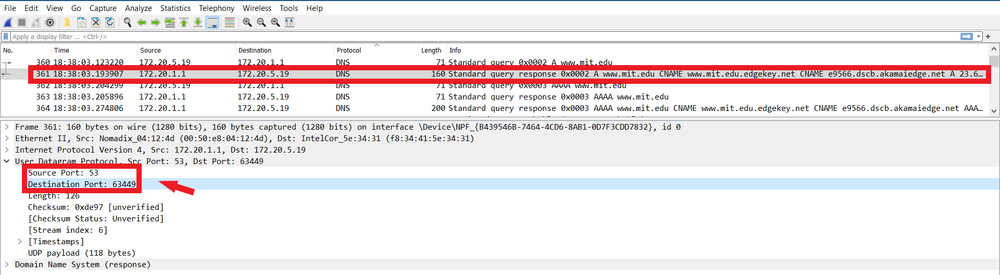 File Edit View Go Capture Analyze Statistics Telephony Wireless Tools Help
Apply a display filter ... <Ctrl-/>
No. Time Source Destination Protocol Length Info
360 18:38:03.123220 172.20.5.19 172.20.1.1 DNS 71 Standard query 0x0002 A www.mit.edu
361 18:38:03.193907 172.20.1.1 172.20.5.19 DNS 160 Standard query response 0x0002 A www.mit.edu CNAME www.mit.edu.edgekey.net CNAME e9566.dscb.akamaiedge.net A 23.6…
362 18:38:03.204299 172.20.5.19 172.20.1.1 DNS 71 Standard query 0x0003 AAAA www.mit.edu
363 18:38:03.205896 172.20.1.1 172.20.5.19 DNS 71 Standard query response 0x0003 AAAA www.mit.edu
364 18:38:03.274806 172.20.1.1 172.20.5.19 DNS 200 Standard query response 0x0003 AAAA www.mit.edu CNAME www.mit.edu.edgekey.net CNAME e9566.dscb.akamaiedge.net AAA…
Frame 361: 160 bytes on wire (1280 bits), 160 bytes captured (1280 bits) on interface \Device\NPF_{B439546B-7464-4CD6-8AB1-0D7F3CDD7832}, id 0
Ethernet II, Src: Nomadix_04:12:4d (00:50:e8:04:12:4d), Dst: IntelCor_5e:34:31 (f8:34:41:5e:34:31)
Internet Protocol Version 4, Src: 172.20.1.1, Dst: 172.20.5.19
User Datagram Protocol, Src Port: 53, Dst Port: 63449
Source Port: 53
Destination Port: 63449
Length: 126
Checksum: 0xde97 [unverified]
[Checksum Status: Unverified]
[Stream index: 6]
[Timestamps]
UDP payload (118 bytes)
Domain Name System (response)